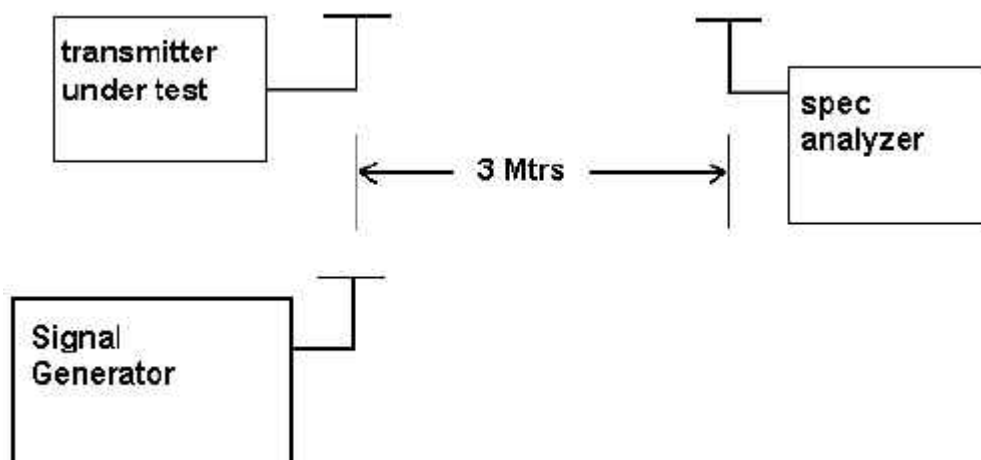 transmitter
under test
spec
analyzer
3 Mtrs
Signal
Generator